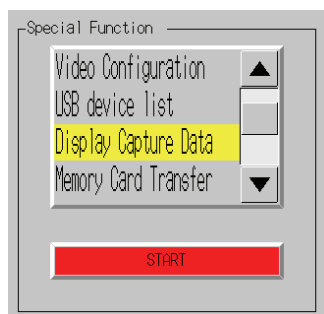 Special Function
Video Configuration
USB device list
Display Capture Data
Memory Card Transfer
START